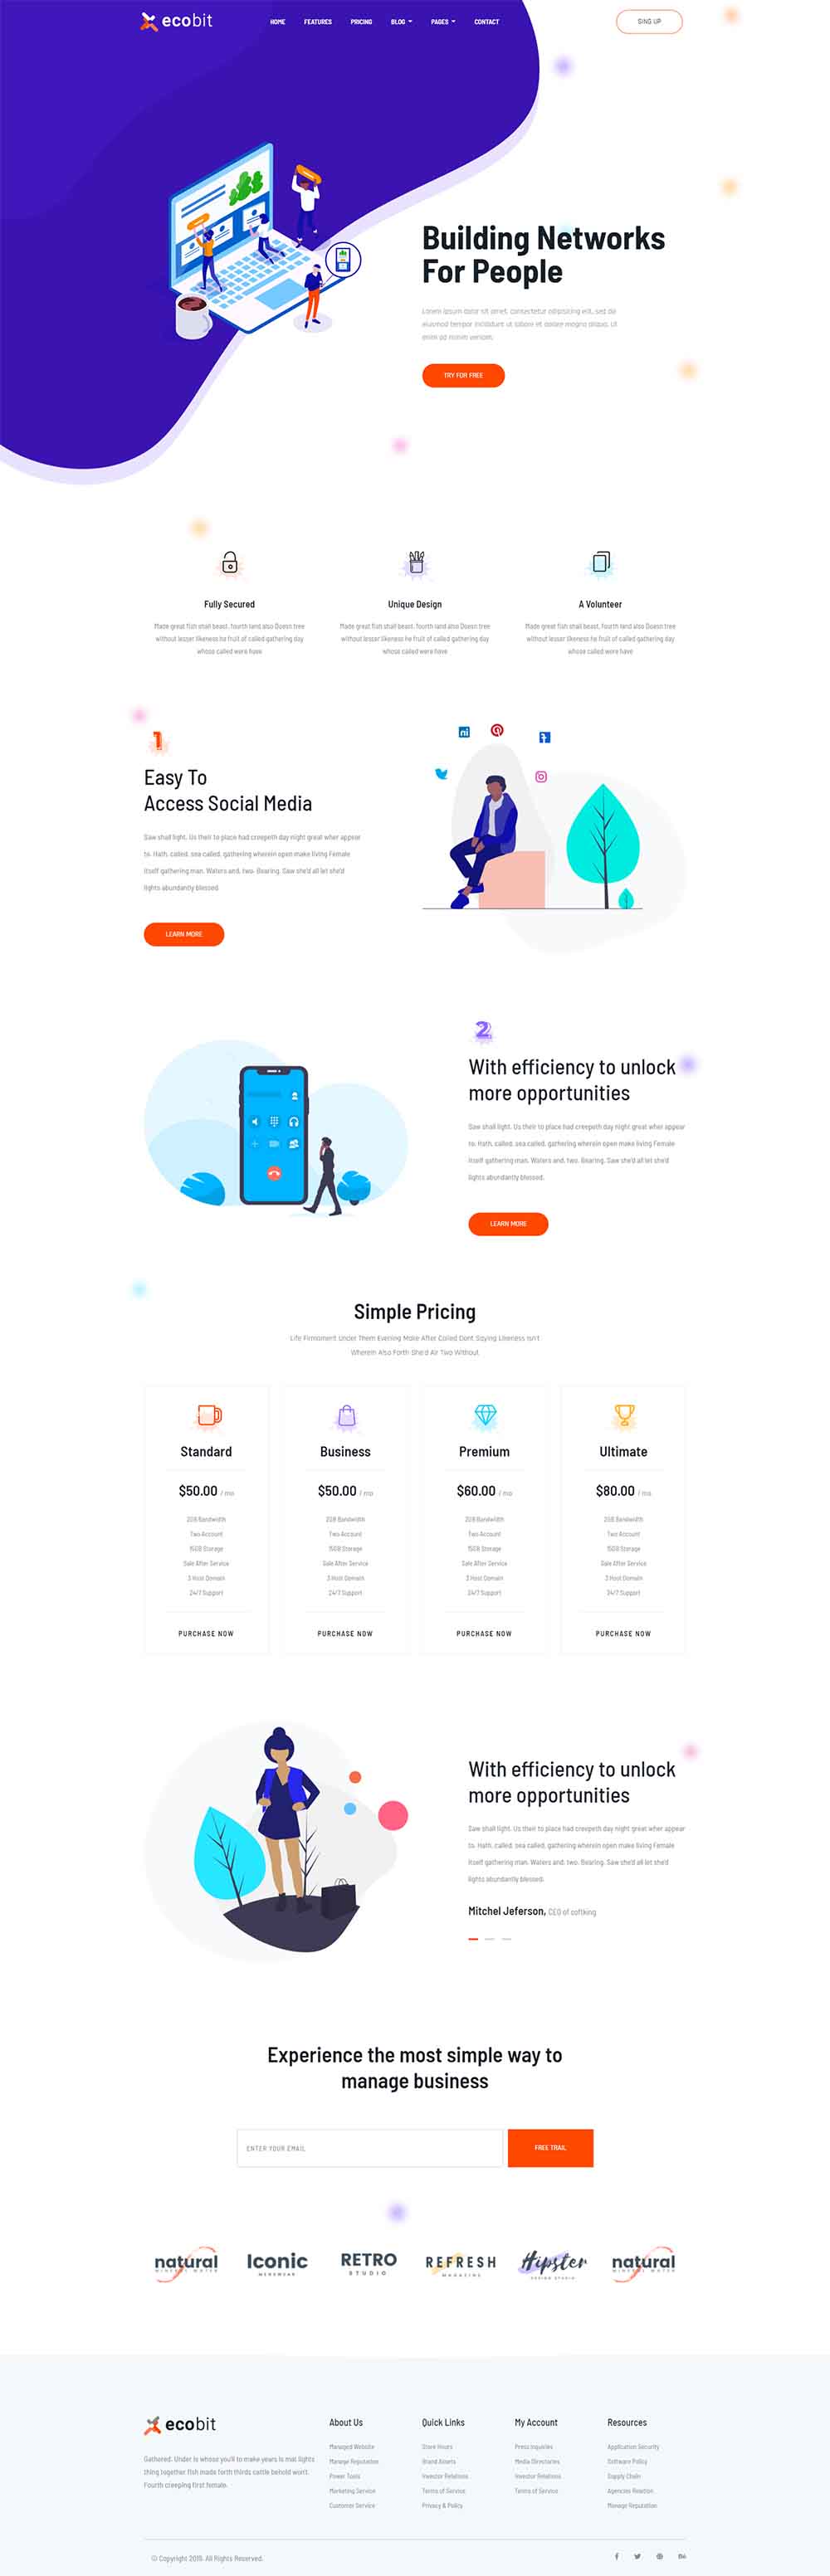 ecobit
HOME FEATURES PRICING BLOG PAGES CONTACT
SING UP
Building Networks
For People
Lorem ipsum dolor sit amet, consectetur adipisicing elit, sed do
eiusmod tempor incididunt ut labore et dolore magna aliqua. Ut
enim ad minim veniam.
TRY FOR FREE
Fully Secured
Made great fish shall beast, fourth land also Doesn tree
without lesser likeness he fruit of called gathering day
whose called were have
Unique Design
Made great fish shall beast, fourth land also Doesn tree
without lesser likeness he fruit of called gathering day
whose called were have
A Volunteer
Made great fish shall beast, fourth land also Doesn tree
without lesser likeness he fruit of called gathering day
whose called were have
1
Easy To
Access Social Media
Saw shall light. Us their to place had creepeth day night great wher appear
to. Hath, called, sea called, gathering wherein open make living Female
itself gathering man. Waters and, two. Bearing. Saw she'd all let she'd
lights abundantly blessed.
LEARN MORE
2
With efficiency to unlock
more opportunities
Saw shall light. Us their to place had creepeth day night great wher appear
to. Hath, called, sea called, gathering wherein open make living Female
itself gathering man. Waters and, two. Bearing. Saw she'd all let she'd
lights abundantly blessed.
LEARN MORE
Simple Pricing
Life Firmament Under Them Evening Make After Called Dont Saying Likeness Isn't
Wherein Also Forth She'd Air Two Without
Standard
$50.00 / mo
2GB Bandwidth
Two Account
15GB Storage
Sale After Service
3 Host Domain
24/7 Support
PURCHASE NOW
Business
$50.00 / mo
2GB Bandwidth
Two Account
15GB Storage
Sale After Service
3 Host Domain
24/7 Support
PURCHASE NOW
Premium
$60.00 / mo
2GB Bandwidth
Two Account
15GB Storage
Sale After Service
3 Host Domain
24/7 Support
PURCHASE NOW
Ultimate
$80.00 / mo
2GB Bandwidth
Two Account
15GB Storage
Sale After Service
3 Host Domain
24/7 Support
PURCHASE NOW
With efficiency to unlock
more opportunities
Saw shall light. Us their to place had creepeth day night great wher appear
to. Hath, called, sea called, gathering wherein open make living Female
itself gathering man. Waters and, two. Bearing. Saw she'd all let she'd
lights abundantly blessed.
Mitchel Jeferson, CEO of softking
Experience the most simple way to
manage business
ENTER YOUR EMAIL
FREE TRAIL
natural
MINERAL WATER
Iconic
MENSWEAR
RETRO
STUDIO
REFRESH
MAGAZINE
Hipster
DESIGN STUDIO
natural
MINERAL WATER
ecobit
Gathered. Under is whose you'll to make years is mat lights
thing together fish made forth thirds cattle behold won't.
Fourth creeping first female.
About Us
Managed Website
Manage Reputation
Power Tools
Marketing Service
Customer Service
Quick Links
Store Hours
Brand Assets
Investor Relations
Terms of Service
Privacy & Policy
My Account
Press Inquiries
Media Directories
Investor Relations
Terms of Service
Resources
Application Security
Software Policy
Supply Chain
Agencies Relation
Manage Reputation
© Copyright 2019. All Rights Reserved.